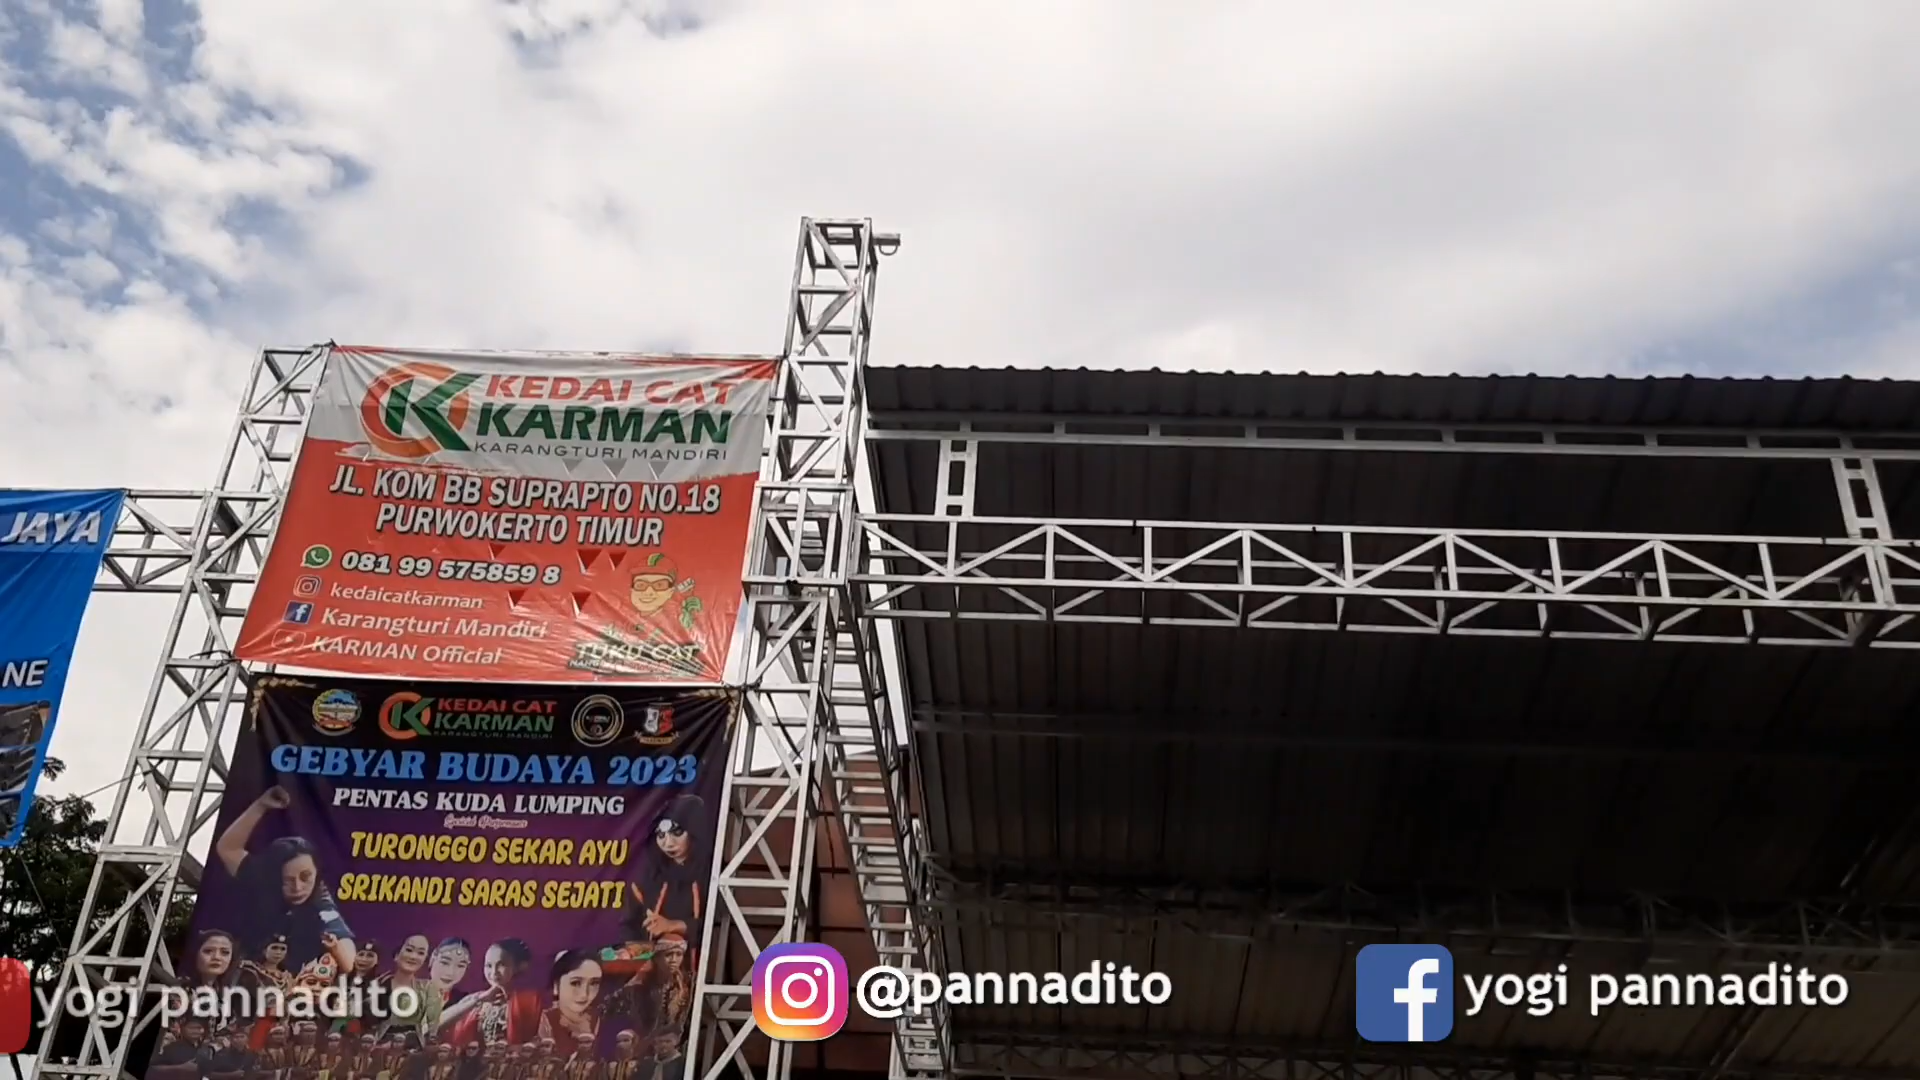 JAYA
NE
KEDAI CAT
KARMAN
KARANGTURI MANDIRI
JL. KOM BB SUPRAPTO NO.18
PURWOKERTO TIMUR
081 99 575859 8
kedaicatkarman
Karangturi Mandiri
KARMAN Official
TUKU CAT
KEDAI CAT
KARMAN
KARANGTURI MANDIRI
GEBYAR BUDAYA 2023
PENTAS KUDA LUMPING
TURONGGO SEKAR AYU
SRIKANDI SARAS SEJATI
yogi pannadito
@pannadito
yogi pannadito